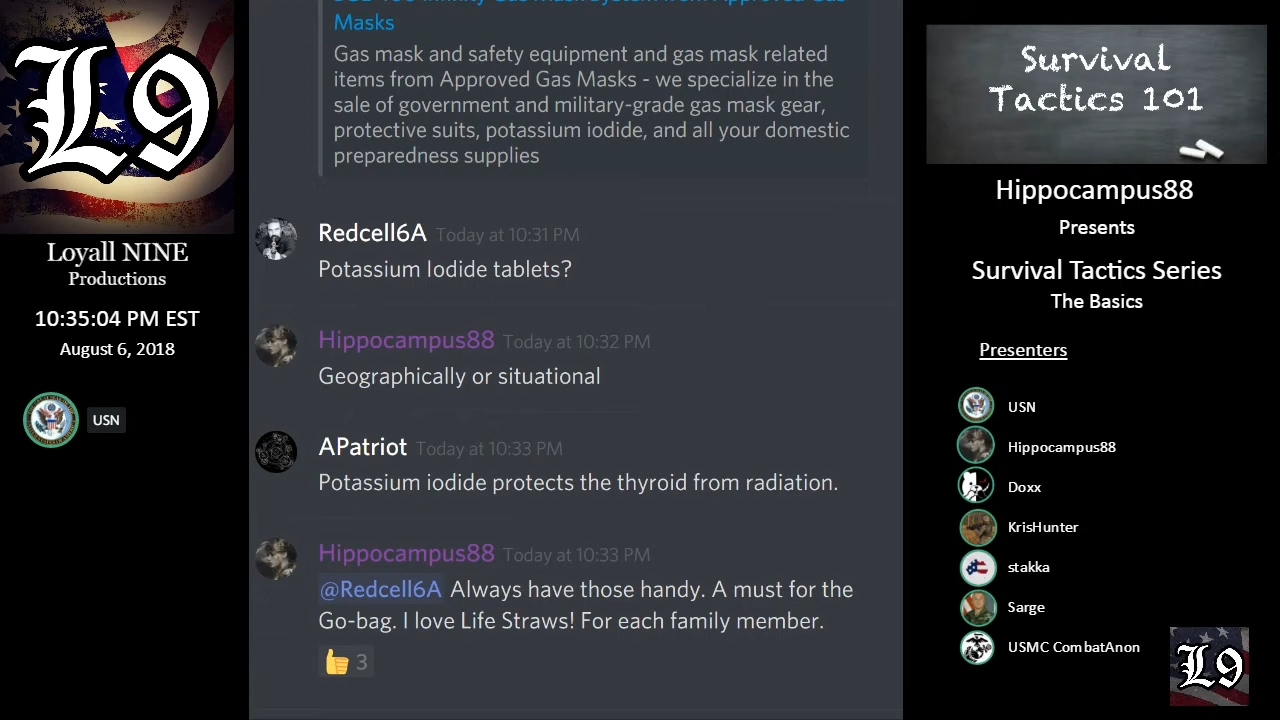 L9
Loyall NINE
Productions
10:35:04 PM EST
August 6, 2018
USN
Masks
Gas mask and safety equipment and gas mask related
items from Approved Gas Masks - we specialize in the
sale of government and military-grade gas mask gear,
protective suits, potassium iodide, and all your domestic
preparedness supplies
Redcell6A Today at 10:31 PM
Potassium Iodide tablets?
Hippocampus88 Today at 10:32 PM
Geographically or situational
APatriot Today at 10:33 PM
Potassium iodide protects the thyroid from radiation.
Hippocampus88 Today at 10:33 PM
@Redcell6A Always have those handy. A must for the
Go-bag. I love Life Straws! For each family member.
3
Survival
Tactics 101
Hippocampus88
Presents
Survival Tactics Series
The Basics
Presenters
USN
Hippocampus88
Doxx
KrisHunter
stakka
Sarge
USMC CombatAnon
L9